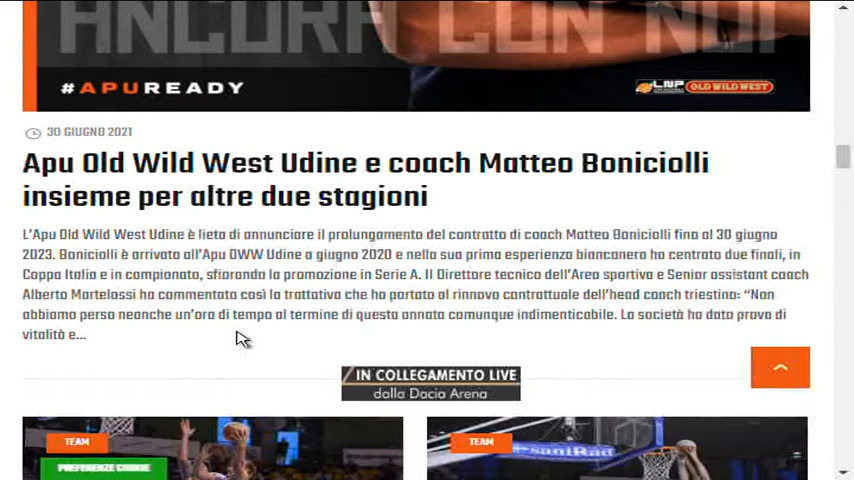 ANCORA CON NOI
#APUREADY
LNP OLD WILD WEST
30 GIUGNO 2021
Apu Old Wild West Udine e coach Matteo Boniciolli
insieme per altre due stagioni
L'Apu Old Wild West Udine è lieta di annunciare il prolungamento del contratto di coach Matteo Boniciolli fino al 30 giugno
2023. Boniciolli è arrivato all'Apu OWW Udine a giugno 2020 e nella sua prima esperienza bianconera ha centrato due finali, in
Coppa Italia e in campionato, sfiorando la promozione in Serie A. Il Direttore tecnico dell'Area sportiva e Senior assistant coach
Alberto Martelossi ha commentato così la trattativa che ha portato al rinnovo contrattuale dell'head coach triestino: “Non
abbiamo perso neanche un'ora di tempo al termine di questa annata comunque indimenticabile. La società ha dato prova di
vitalità e...
IN COLLEGAMENTO LIVE
dalla Dacia Arena
TEAM
TEAM
PREFERENZE COOKIE
saniRad